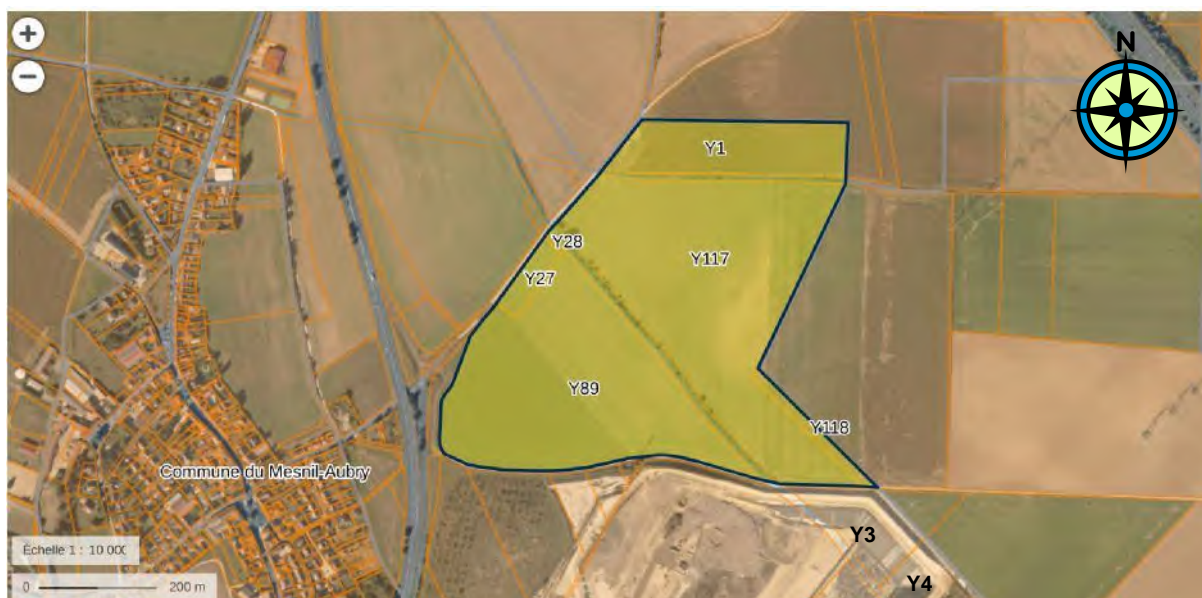 +
N
−
Y1
Y28
Y117
Y27
Y89
Y118
Commune du Mesnil-Aubry
Y3
Échelle 1 : 10 000
0 200 m
Y4